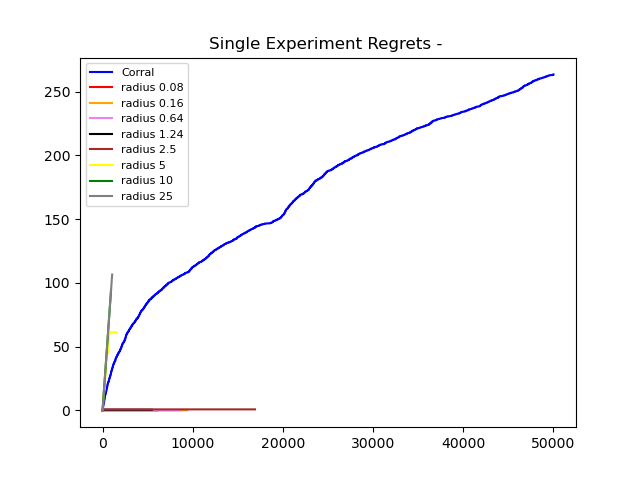 Single Experiment Regrets -
Corral
radius 0.08
radius 0.16
radius 0.64
radius 1.24
radius 2.5
radius 5
radius 10
radius 25
250
200
150
100
50
0
0 10000 20000 30000 40000 50000